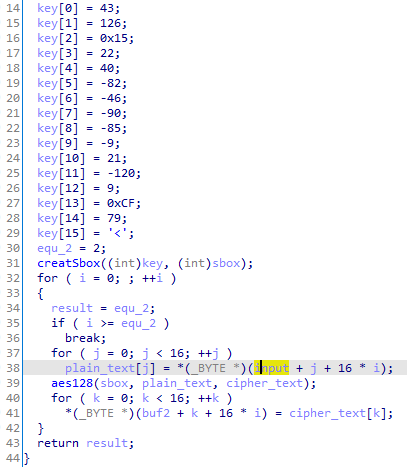 14 key[0] = 43;
15 key[1] = 126;
16 key[2] = 0x15;
17 key[3] = 22;
18 key[4] = 40;
19 key[5] = -82;
20 key[6] = -46;
21 key[7] = -90;
22 key[8] = -85;
23 key[9] = -9;
24 key[10] = 21;
25 key[11] = -120;
26 key[12] = 9;
27 key[13] = 0xCF;
28 key[14] = 79;
29 key[15] = '<';
30 equ_2 = 2;
31 creatSbox((int)key, (int)sbox);
32 for ( i = 0; ; ++i )
33 {
34 result = equ_2;
35 if ( i >= equ_2 )
36 break;
37 for ( j = 0; j < 16; ++j )
38 plain_text[j] = *(_BYTE *)(input + j + 16 * i);
39 aes128(sbox, plain_text, cipher_text);
40 for ( k = 0; k < 16; ++k )
41 *(_BYTE *)(buf2 + k + 16 * i) = cipher_text[k];
42 }
43 return result;
44 }